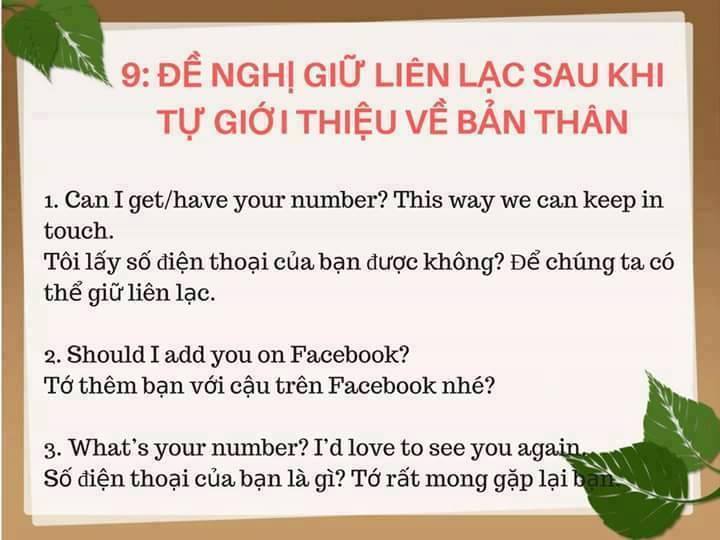 9: ĐỀ NGHỊ GIỮ LIÊN LẠC SAU KHI
TỰ GIỚI THIỆU VỀ BẢN THÂN
1. Can I get/have your number? This way we can keep in
touch.
Tôi lấy số điện thoại của bạn được không? Để chúng ta có
thể giữ liên lạc.
2. Should I add you on Facebook?
Tớ thêm bạn với cậu trên Facebook nhé?
3. What's your number? I'd love to see you again.
Số điện thoại của bạn là gì? Tớ rất mong gặp lại bạn.